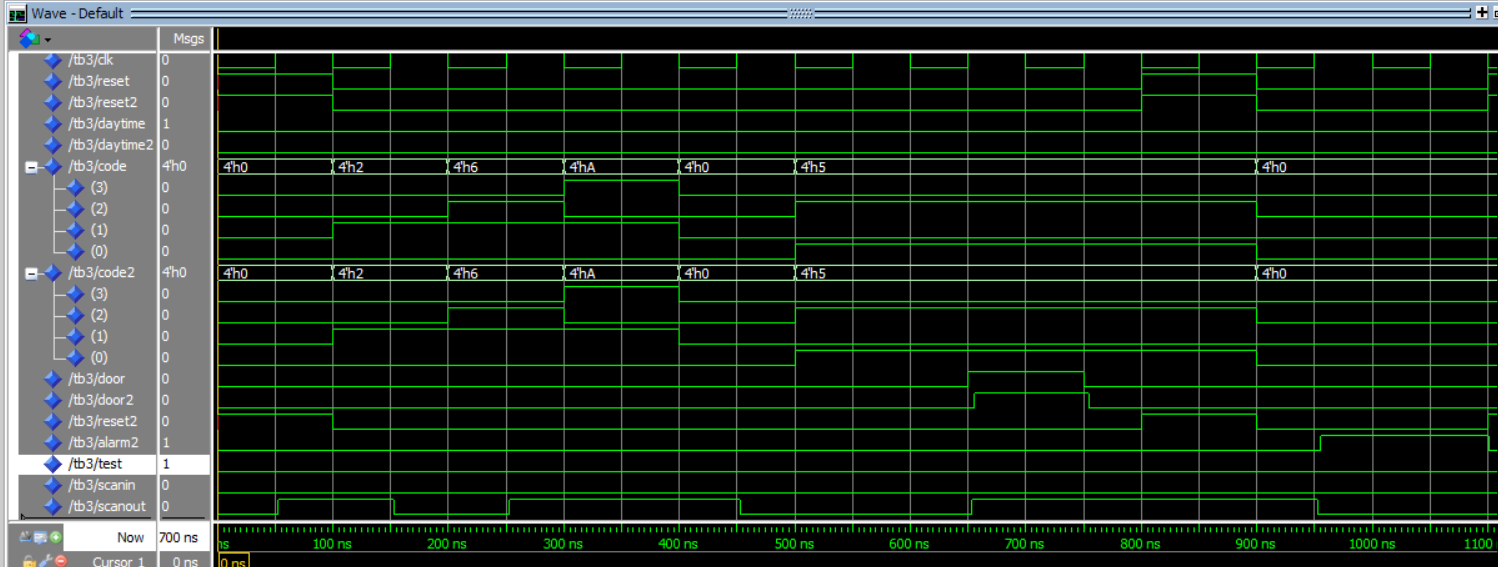 Wave - Default
Msgs
/tb3/clk 0
/tb3/reset 0
/tb3/reset2 0
/tb3/daytime 1
/tb3/daytime2 0
/tb3/code 4'h0 4'h0 4'h2 4'h6 4'hA 4'h0 4'h5 4'h0
(3) 0
(2) 0
(1) 0
(0) 0
/tb3/code2 4'h0 4'h0 4'h2 4'h6 4'hA 4'h0 4'h5 4'h0
(3) 0
(2) 0
(1) 0
(0) 0
/tb3/door 0
/tb3/door2 0
/tb3/reset2 0
/tb3/alarm2 1
/tb3/test 1
/tb3/scanin 0
/tb3/scanout 0
Now 700 ns ns 100 ns 200 ns 300 ns 400 ns 500 ns 600 ns 700 ns 800 ns 900 ns 1000 ns 1100
Cursor 1 0 ns 0 ns